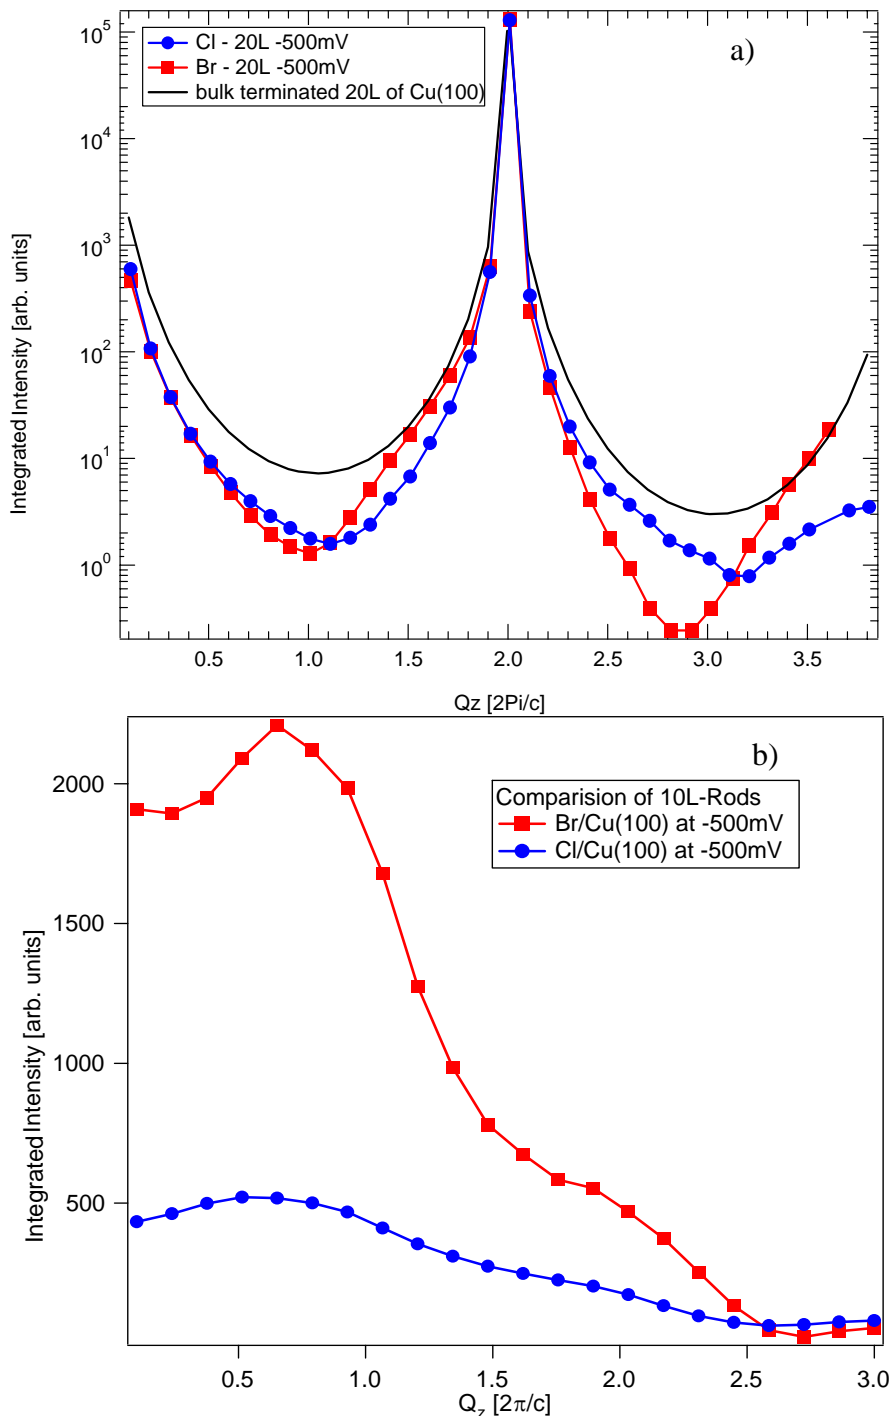 a)
Cl - 20L -500mV
Br - 20L -500mV
bulk terminated 20L of Cu(100)
10^5
10^4
10^3
10^2
10^1
10^0
Integrated Intensity [arb. units]
0.5 1.0 1.5 2.0 2.5 3.0 3.5
Qz [2Pi/c]
b)
Comparision of 10L-Rods
Br/Cu(100) at -500mV
Cl/Cu(100) at -500mV
2000
1500
1000
500
Integrated Intensity [arb. units]
0.5 1.0 1.5 2.0 2.5 3.0
Q_z [2π/c]